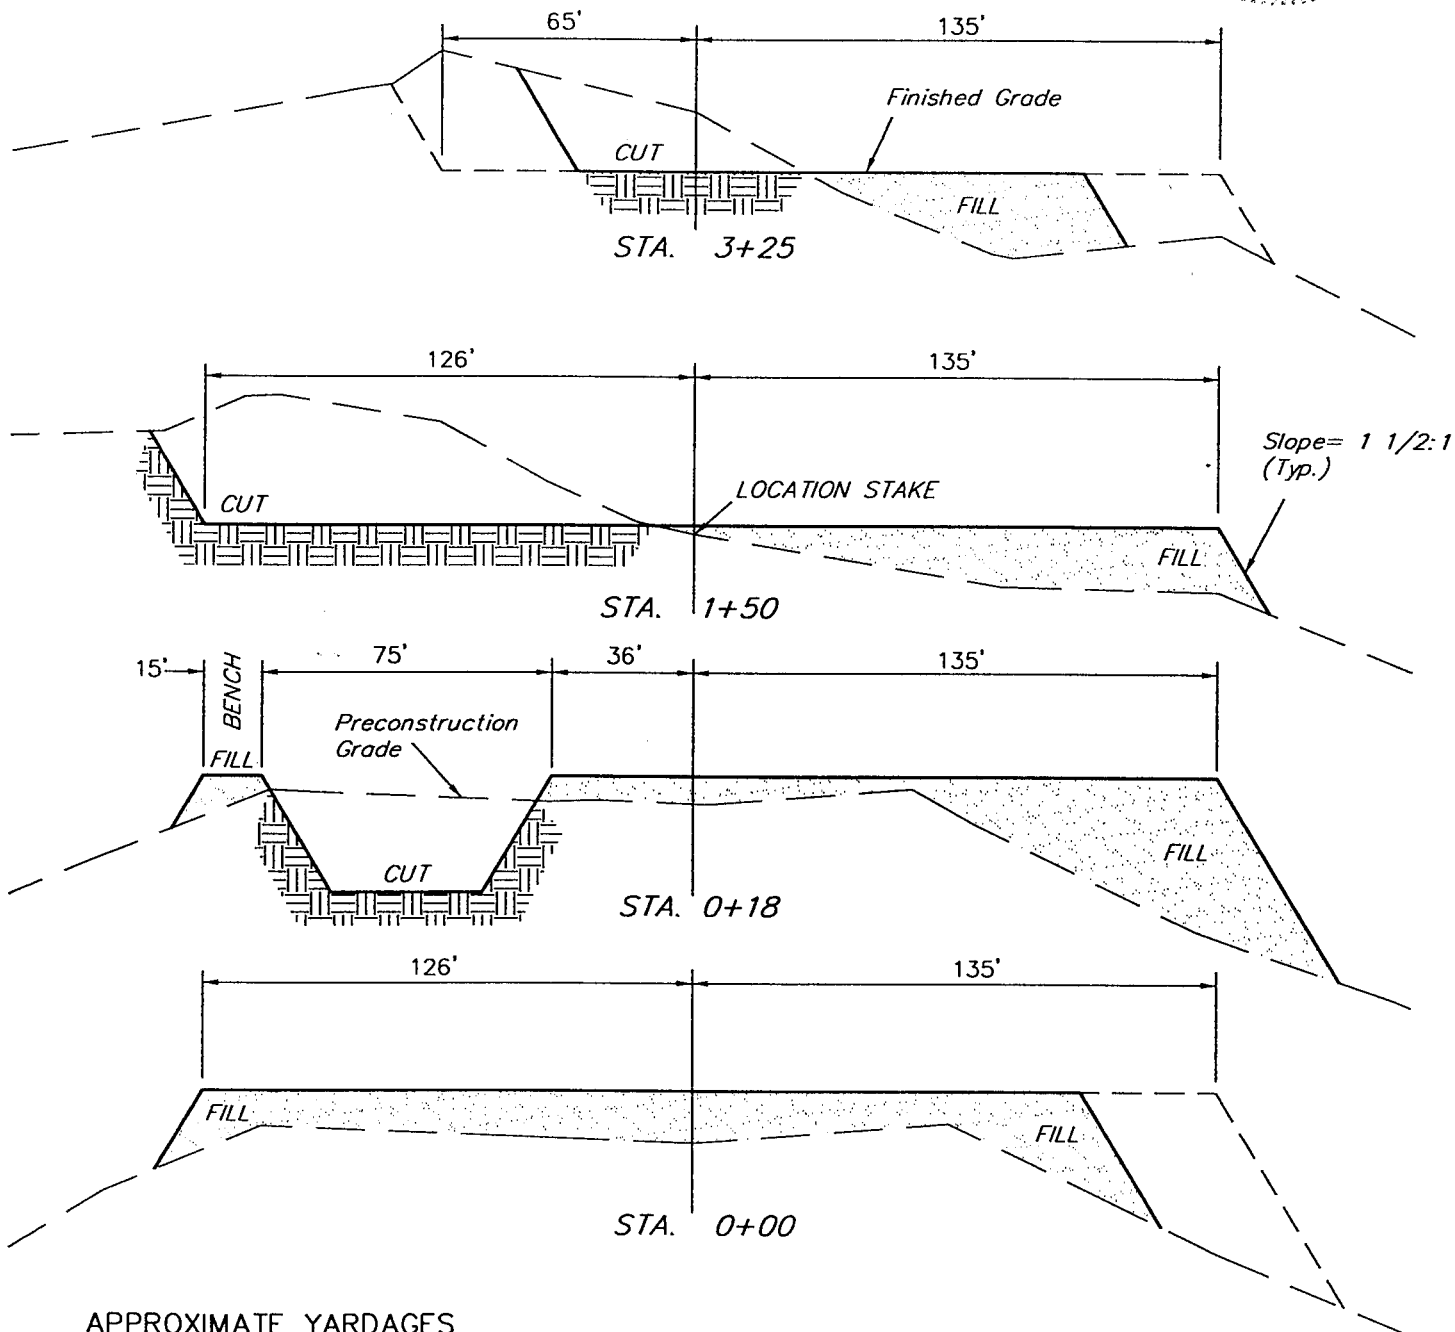 65'
135'
Finished Grade
CUT
FILL
STA. 3+25
126'
135'
Slope= 1 1/2:1
(Typ.)
CUT
LOCATION STAKE
FILL
STA. 1+50
15'
BENCH
75'
36'
135'
Preconstruction
Grade
FILL
CUT
FILL
STA. 0+18
126'
135'
FILL
FILL
STA. 0+00
APPROXIMATE YARDAGES